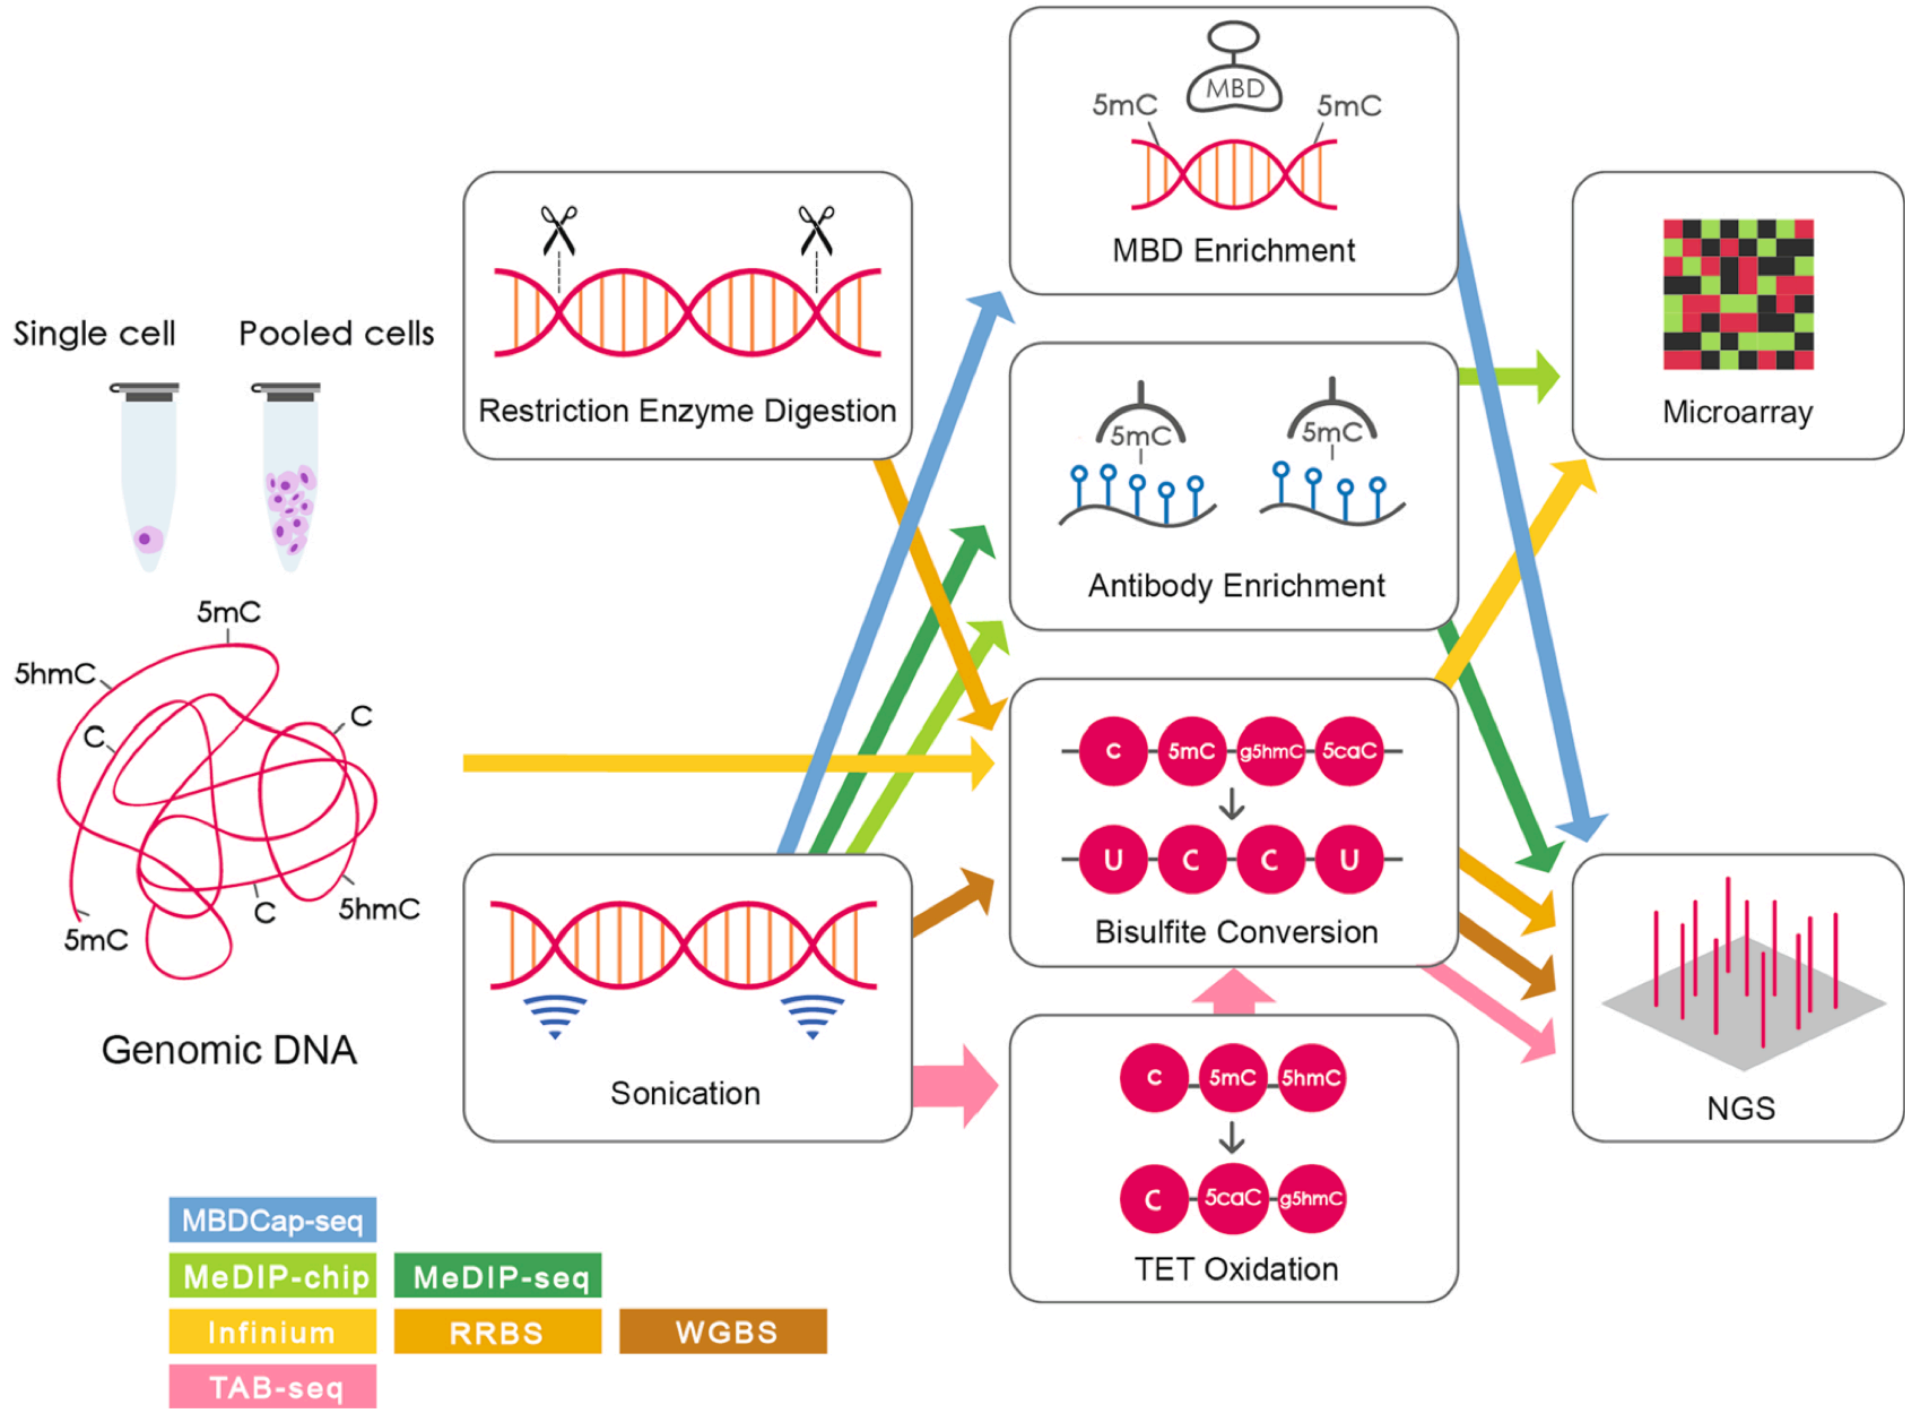 Single cell
Pooled cells
5mC
5hmC
C
C
C
5hmC
5mC
Genomic DNA
Restriction Enzyme Digestion
Sonication
MBD
5mC
5mC
MBD Enrichment
5mC
5mC
Antibody Enrichment
C 5mC g5hmC 5caC
U C C U
Bisulfite Conversion
C 5mC 5hmC
C 5caC g5hmC
TET Oxidation
Microarray
NGS
MBDCap-seq
MeDIP-chip MeDIP-seq
Infinium RRBS WGBS
TAB-seq